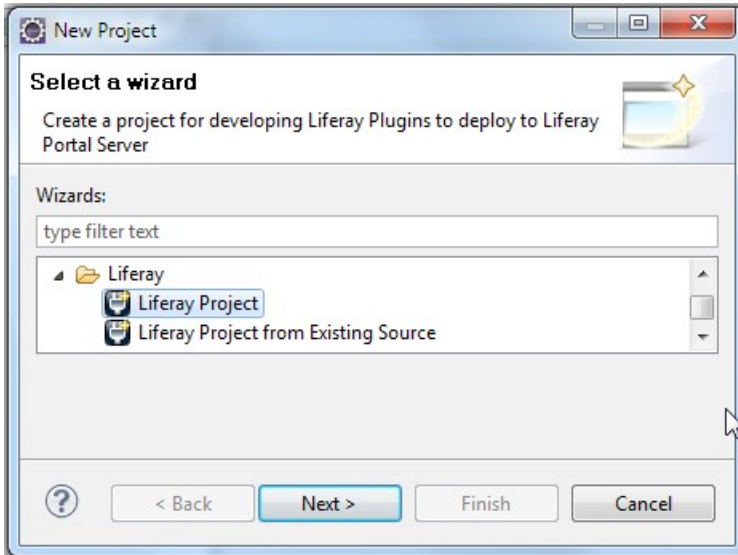 New Project
Select a wizard
Create a project for developing Liferay Plugins to deploy to Liferay
Portal Server
Wizards:
type filter text
Liferay
Liferay Project
Liferay Project from Existing Source
? < Back Next > Finish Cancel